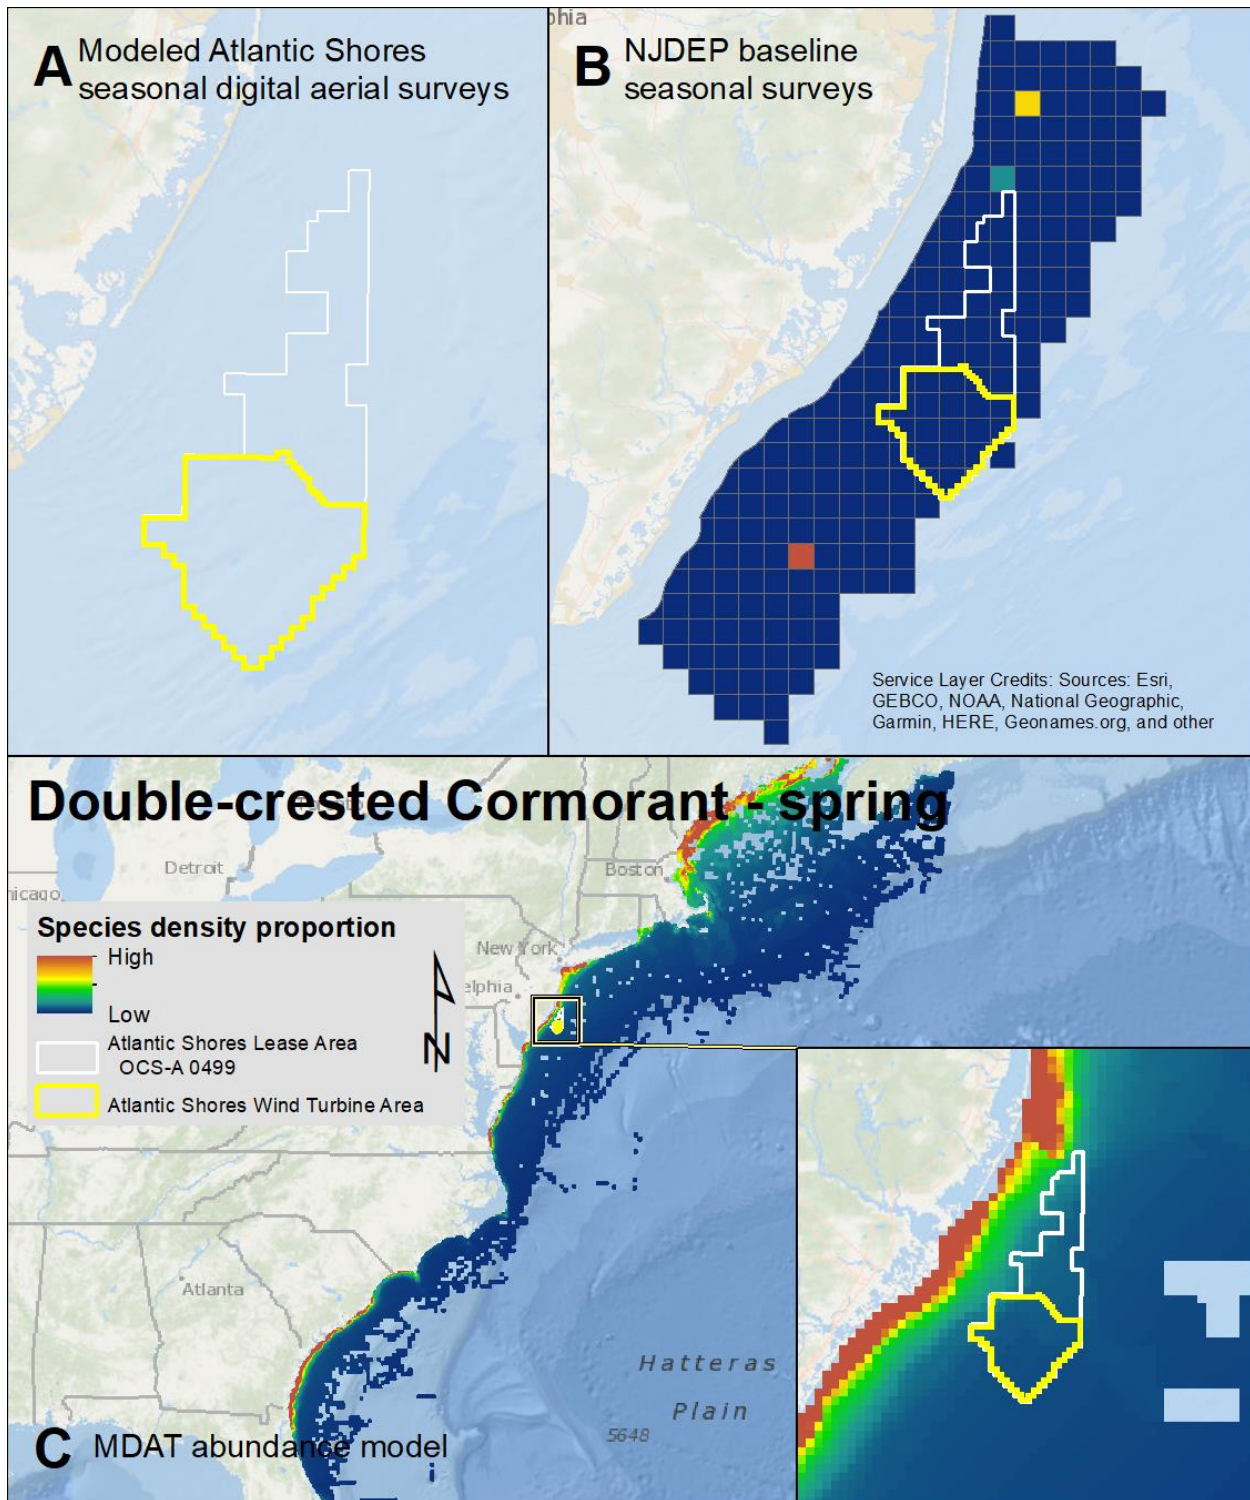 A Modeled Atlantic Shores
seasonal digital aerial surveys
phia
B NJDEP baseline
seasonal surveys
Service Layer Credits: Sources: Esri,
GEBCO, NOAA, National Geographic,
Garmin, HERE, Geonames.org, and other
Double-crested Cormorant - spring
Detroit
Boston
hicago
Species density proportion
High
Low
Atlantic Shores Lease Area
OCS-A 0499
Atlantic Shores Wind Turbine Area
N
New York
elphia
Atlanta
Hatteras
Plain
5648
C MDAT abundance model